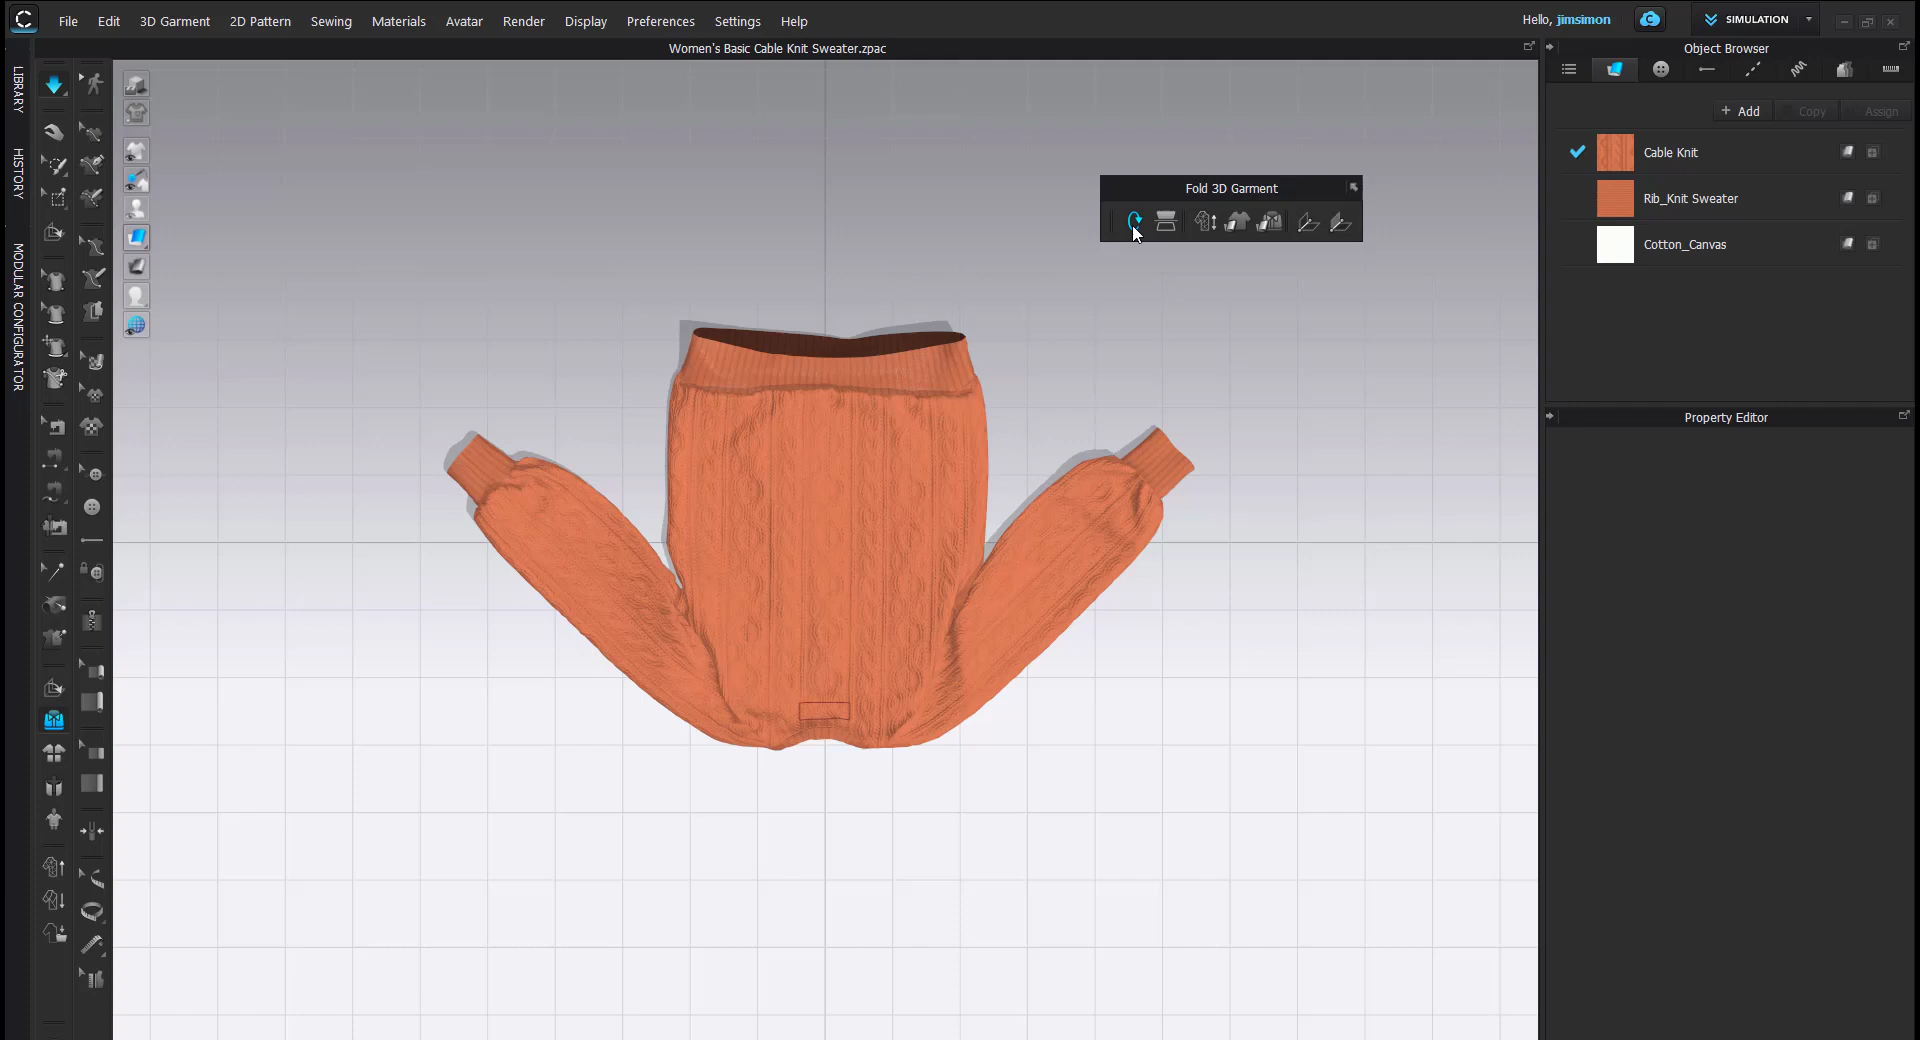 File Edit 3D Garment 2D Pattern Sewing Materials Avatar Render Display Preferences Settings Help
Hello, jimsimon
SIMULATION
Women's Basic Cable Knit Sweater.zpac
Object Browser
LIBRARY
HISTORY
MODULAR CONFIGURATOR
+ Add
Copy
Assign
Cable Knit
Rib_Knit Sweater
Cotton_Canvas
Fold 3D Garment
Property Editor